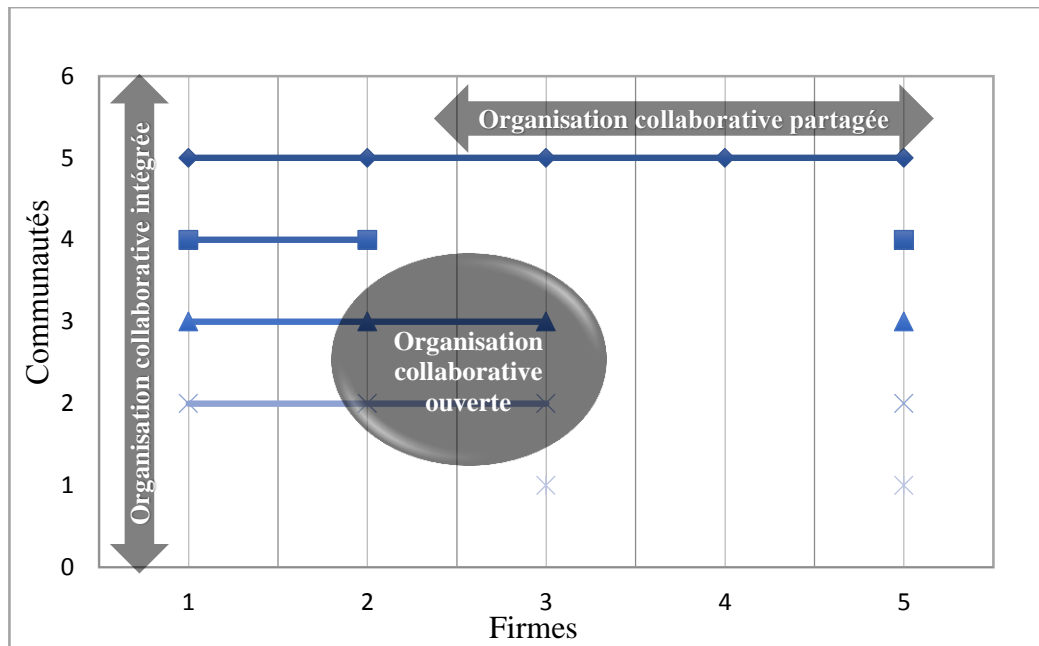 6
5
4
3
2
1
0
Communautés
Organisation collaborative intégrée
Organisation collaborative partagée
Organisation
collaborative
ouverte
1 2 3 4 5
Firmes